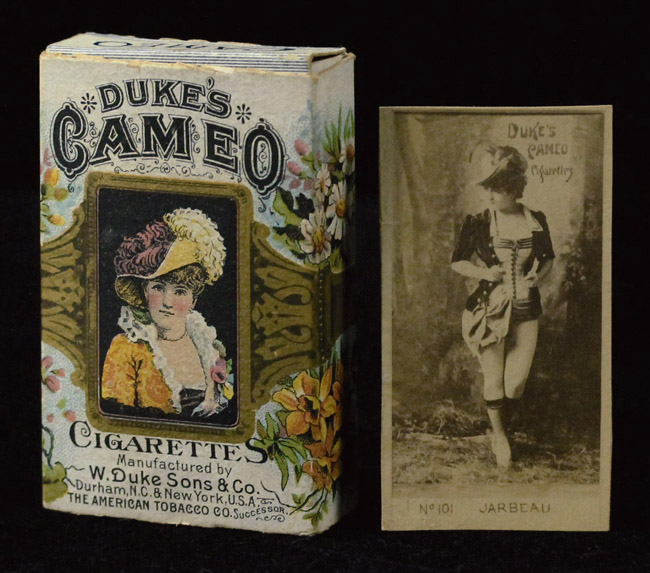 DUKE'S
CAMEO
CIGARETTES
Manufactured by
W. Duke Sons & Co.
Durham, N.C. & New York, U.S.A.
THE AMERICAN TOBACCO CO. SUCCESSOR.
DUKE'S
CAMEO
Cigarettes
No 101 JARBEAU